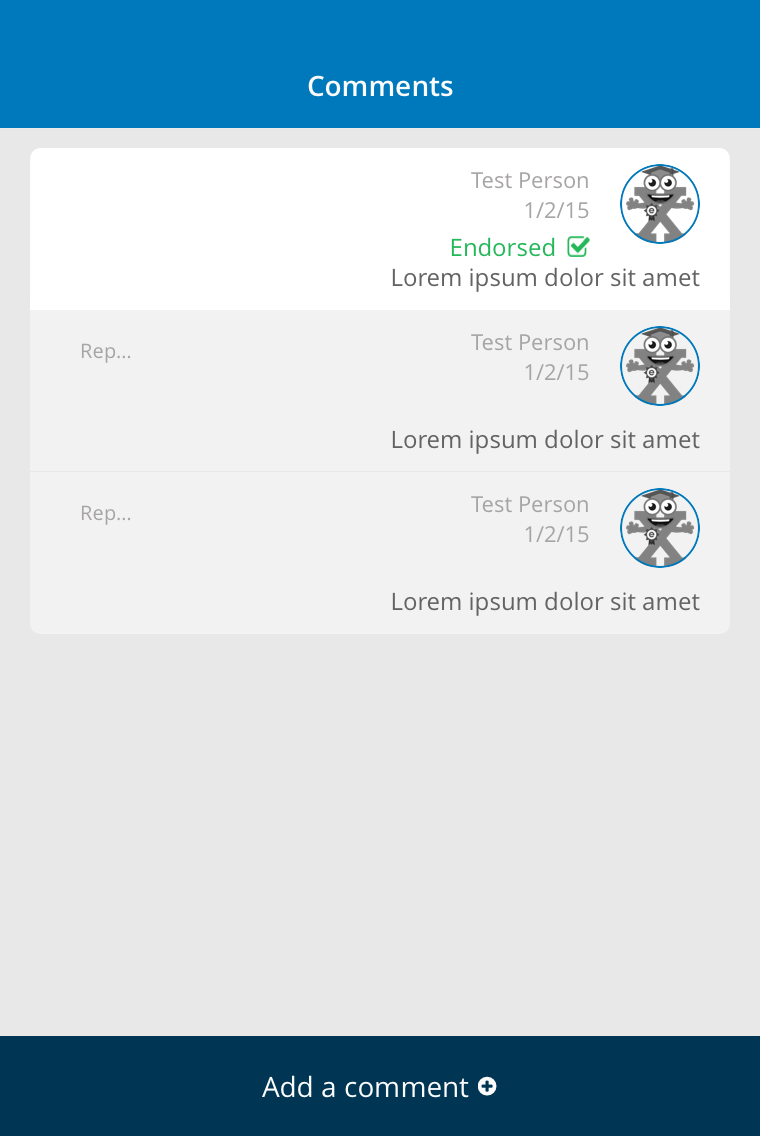 Comments
Test Person
1/2/15
Endorsed
Lorem ipsum dolor sit amet
Rep...
Test Person
1/2/15
Lorem ipsum dolor sit amet
Rep...
Test Person
1/2/15
Lorem ipsum dolor sit amet
Add a comment